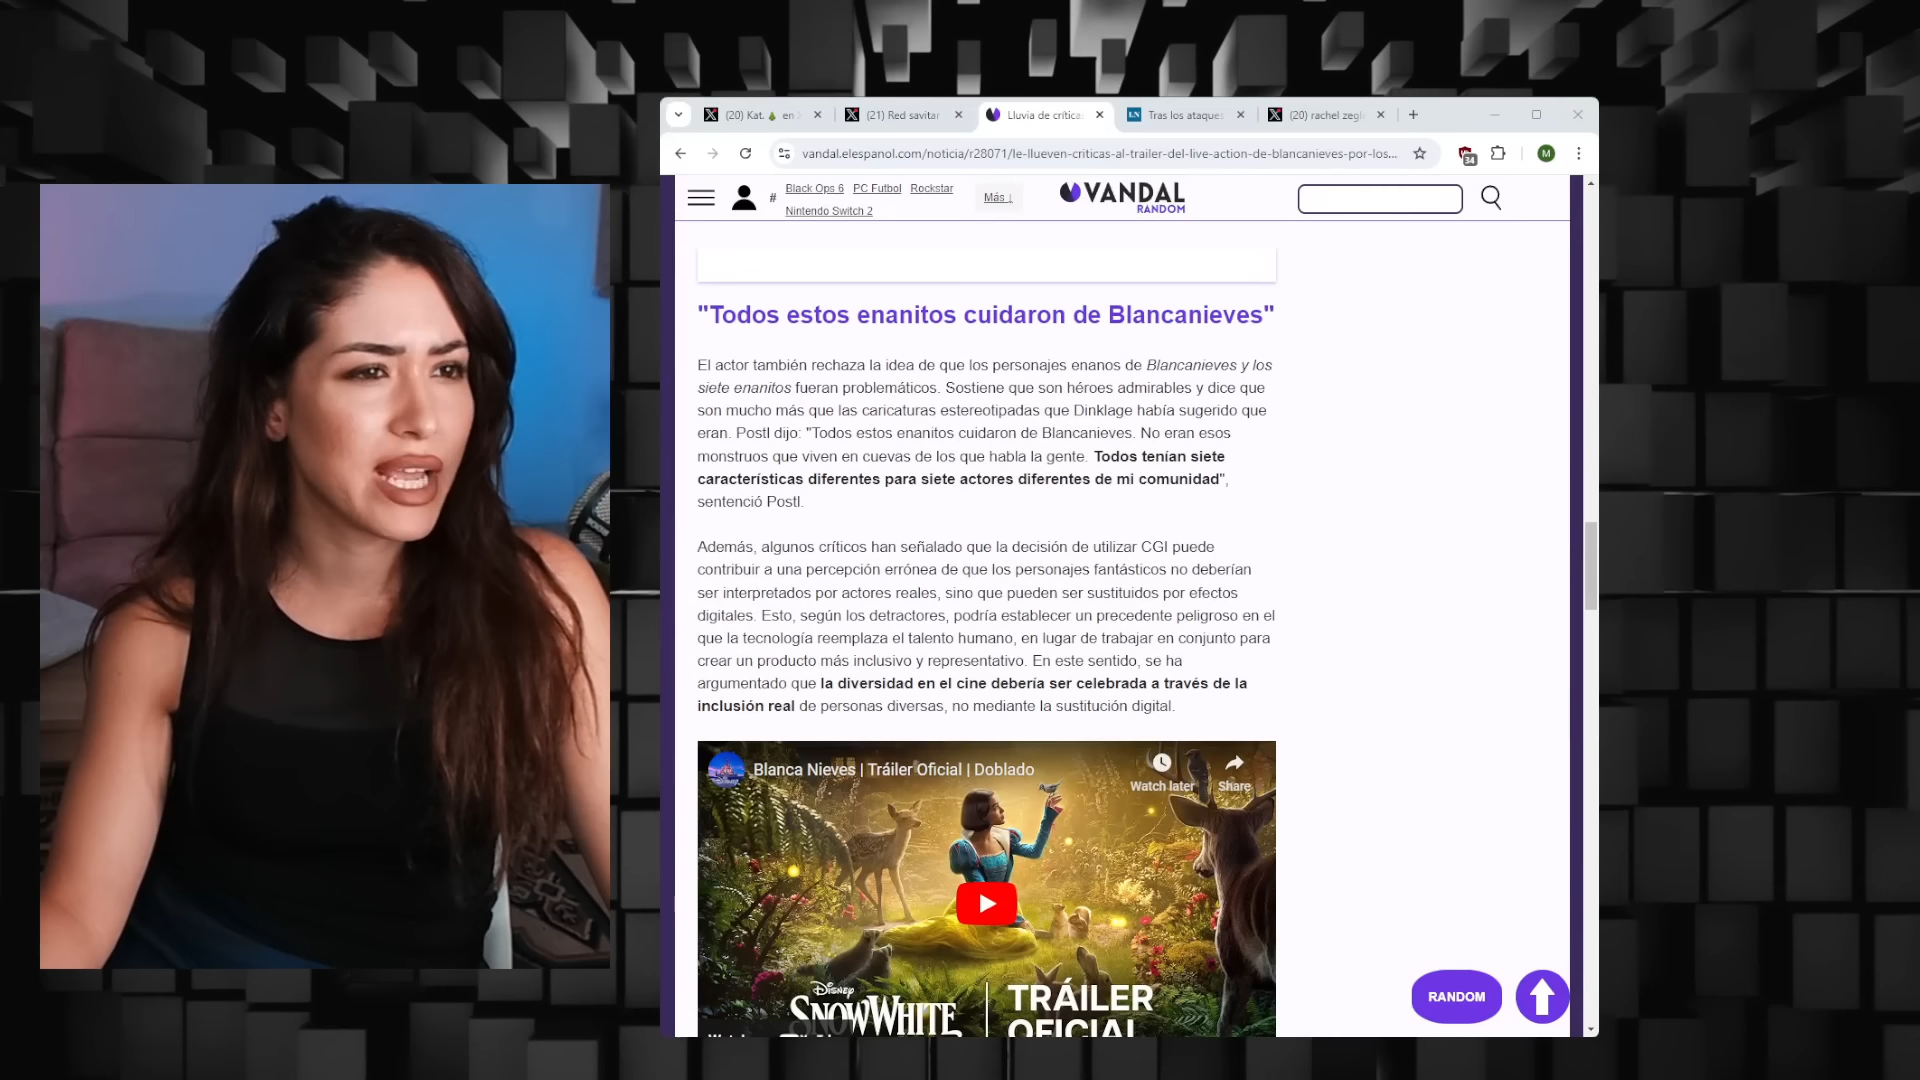 (20) Kat. en
(21) Red savitar
Lluvia de crítica
LN
Tras los ataques
(20) rachel zegl
vandal.elespanol.com/noticia/r28071/le-llueven-criticas-al-trailer-del-live-action-de-blancanieves-por-los...
34
M
#
Black Ops 6
PC Futbol
Rockstar
Nintendo Switch 2
Más ↓
VANDAL
RANDOM
"Todos estos enanitos cuidaron de Blancanieves"
El actor también rechaza la idea de que los personajes enanos de Blancanieves y los
siete enanitos fueran problemáticos. Sostiene que son héroes admirables y dice que
son mucho más que las caricaturas estereotipadas que Dinklage había sugerido que
eran. Postl dijo: "Todos estos enanitos cuidaron de Blancanieves. No eran esos
monstruos que viven en cuevas de los que habla la gente. Todos tenían siete
características diferentes para siete actores diferentes de mi comunidad",
sentenció Postl.
Además, algunos críticos han señalado que la decisión de utilizar CGI puede
contribuir a una percepción errónea de que los personajes fantásticos no deberían
ser interpretados por actores reales, sino que pueden ser sustituidos por efectos
digitales. Esto, según los detractores, podría establecer un precedente peligroso en el
que la tecnología reemplaza el talento humano, en lugar de trabajar en conjunto para
crear un producto más inclusivo y representativo. En este sentido, se ha
argumentado que la diversidad en el cine debería ser celebrada a través de la
inclusión real de personas diversas, no mediante la sustitución digital.
Blanca Nieves | Tráiler Oficial | Doblado
Watch later
Share
Disney
SNOW WHITE
TRÁILER
OFICIAL
RANDOM